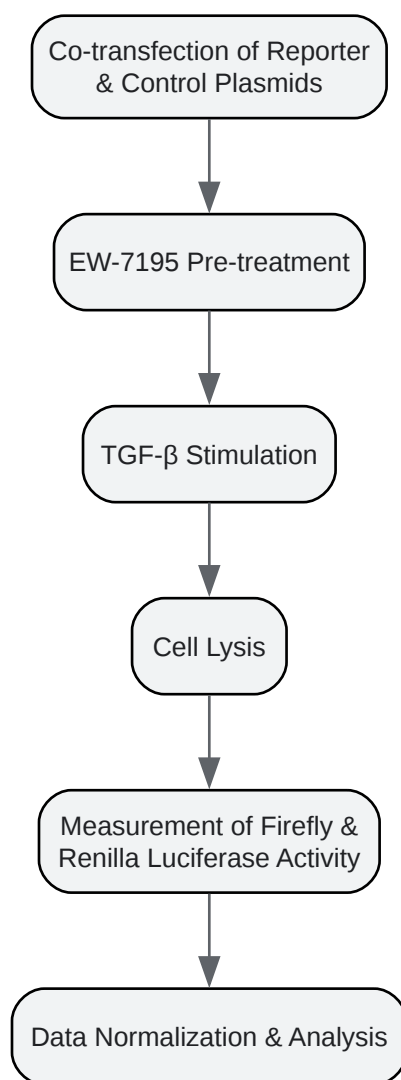 Co-transfection of Reporter
& Control Plasmids
EW-7195 Pre-treatment
TGF-β Stimulation
Cell Lysis
Measurement of Firefly &
Renilla Luciferase Activity
Data Normalization & Analysis